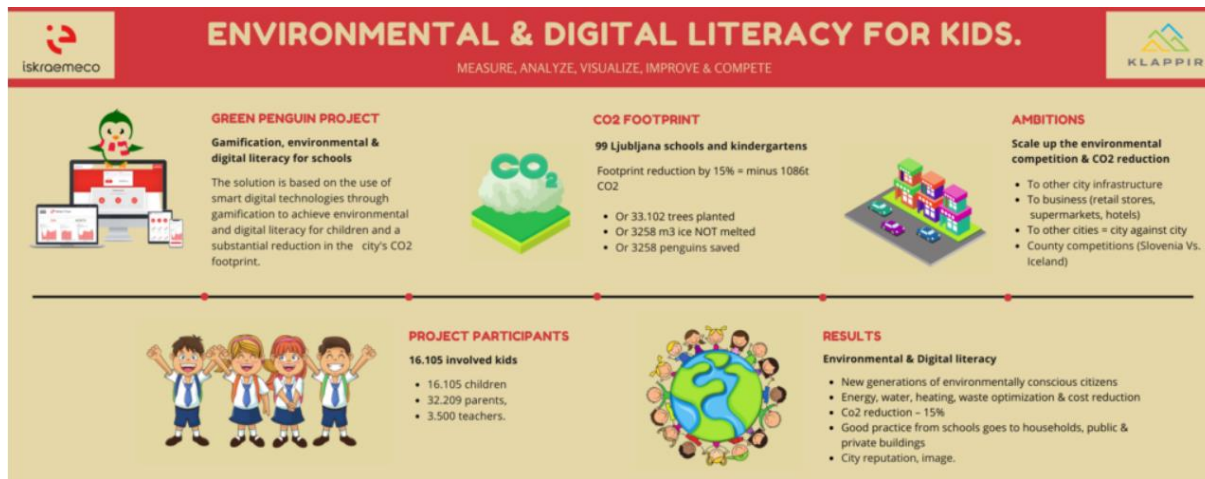 iskraemeco
ENVIRONMENTAL & DIGITAL LITERACY FOR KIDS.
MEASURE, ANALYZE, VISUALIZE, IMPROVE & COMPETE
KLAPPIR
GREEN PENGUIN PROJECT
Gamification, environmental &
digital literacy for schools
The solution is based on the use of
smart digital technologies through
gamification to achieve environmental
and digital literacy for children and a
substantial reduction in the city's CO2
footprint.
CO2
CO2 FOOTPRINT
99 Ljubljana schools and kindergartens
Footprint reduction by 15% = minus 1086t
CO2
• Or 33.102 trees planted
• Or 3258 m3 ice NOT melted
• Or 3258 penguins saved
AMBITIONS
Scale up the environmental
competition & CO2 reduction
• To other city infrastructure
• To business (retail stores,
supermarkets, hotels)
• To other cities = city against city
• County competitions (Slovenia Vs.
Iceland)
PROJECT PARTICIPANTS
16.105 involved kids
• 16.105 children
• 32.209 parents,
• 3.500 teachers.
RESULTS
Environmental & Digital literacy
• New generations of environmentally conscious citizens
• Energy, water, heating, waste optimization & cost reduction
• Co2 reduction – 15%
• Good practice from schools goes to households, public &
private buildings
• City reputation, image.